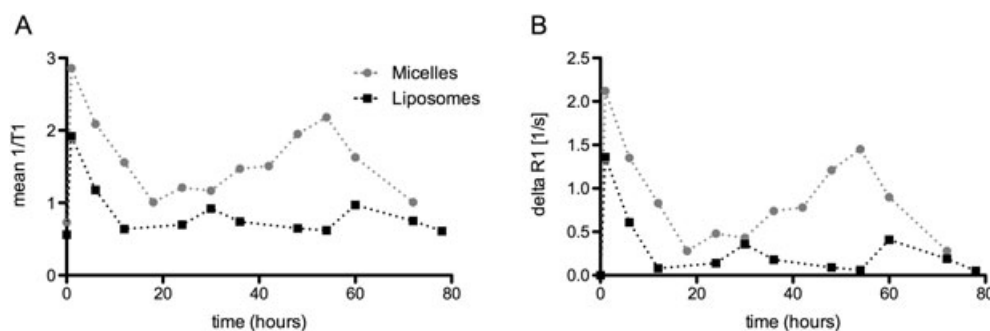 A
mean 1/T1
3
2
1
0
0 20 40 60 80
time (hours)
Micelles
Liposomes
B
delta R1 [1/s]
2.5
2.0
1.5
1.0
0.5
0.0
0 20 40 60 80
time (hours)